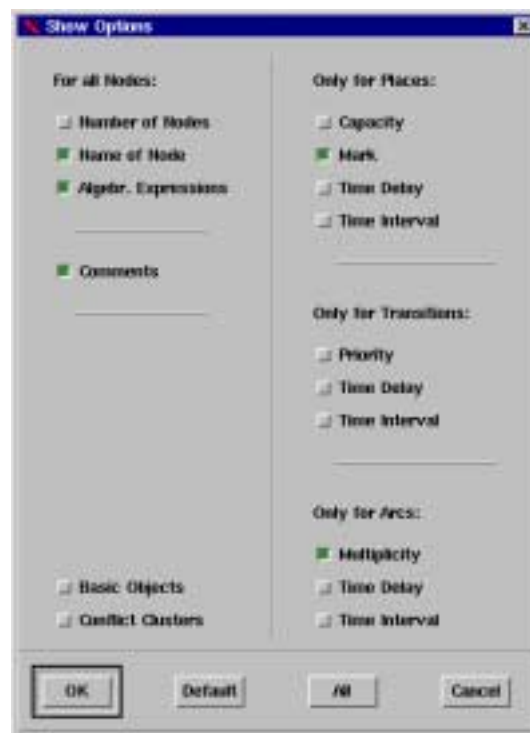 Show Options
For all Nodes:
Number of Nodes
Name of Node
Algebr. Expressions
Comments
Basic Objects
Conflict Clusters
Only for Places:
Capacity
Mark.
Time Delay
Time Interval
Only for Transitions:
Priority
Time Delay
Time Interval
Only for Arcs:
Multiplicity
Time Delay
Time Interval
OK
Default
All
Cancel